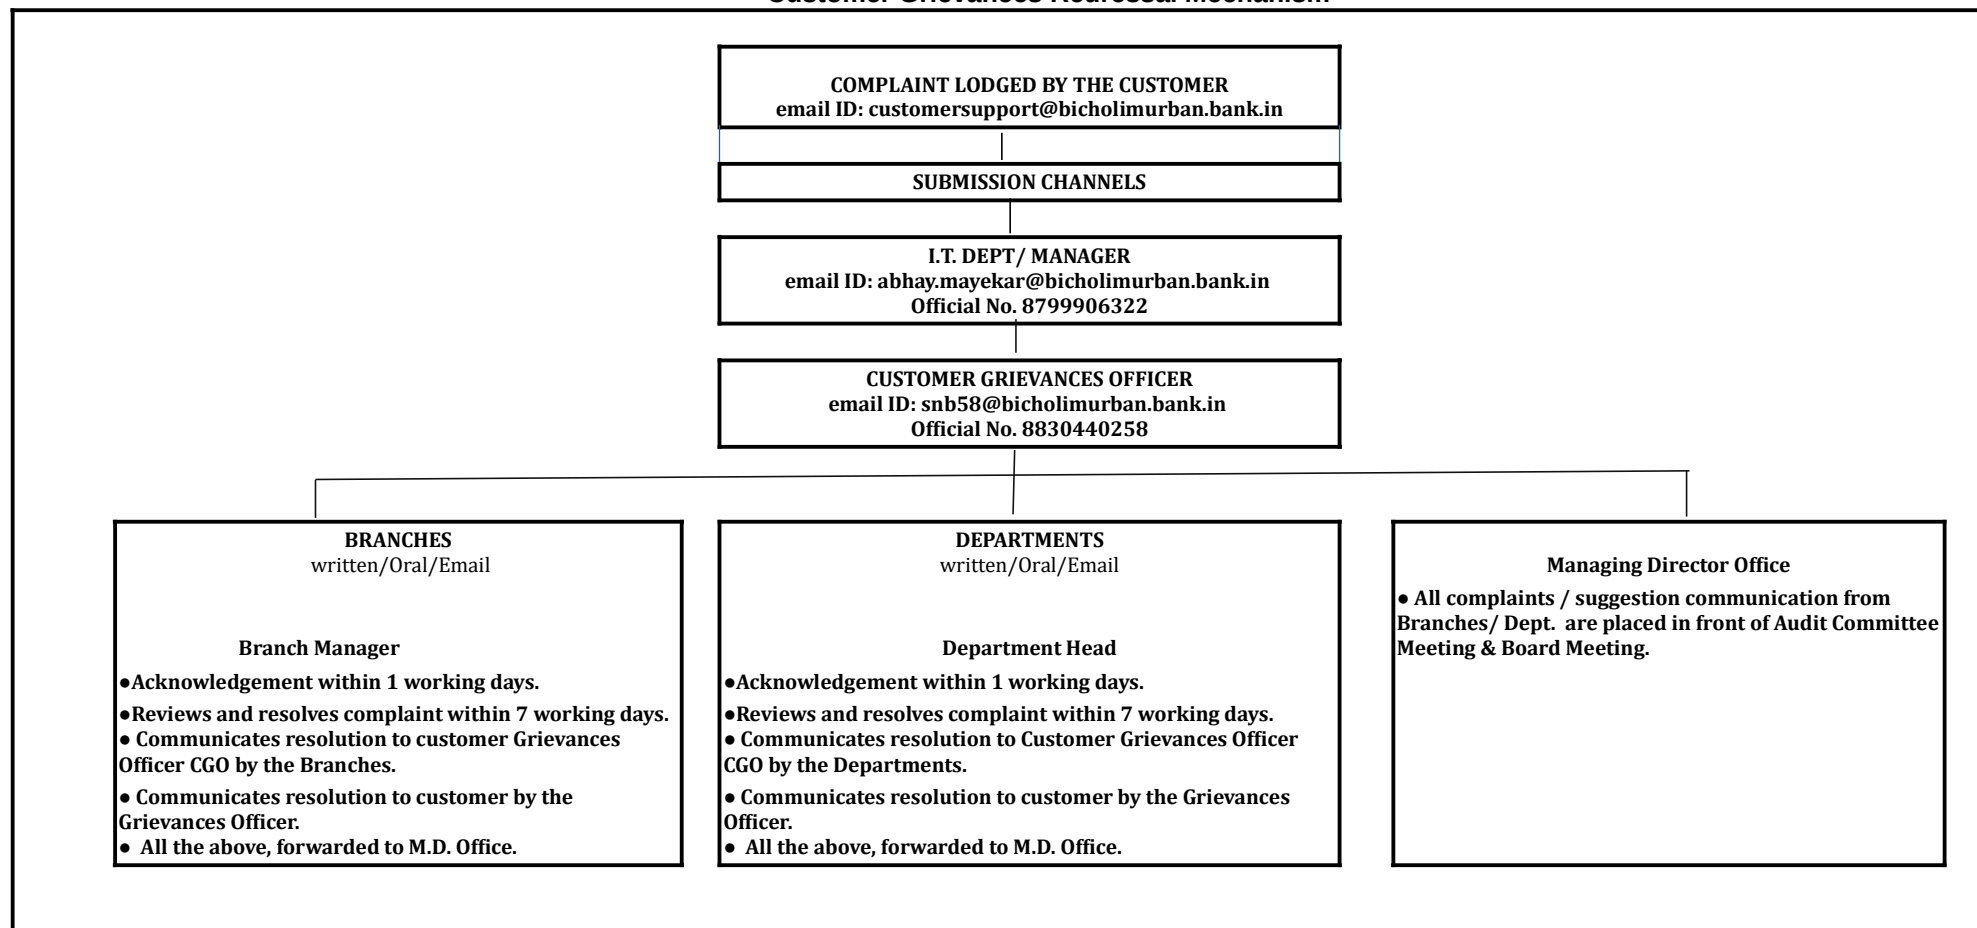 Customer Grievances Redressal Mechanism
COMPLAINT LODGED BY THE CUSTOMER
email ID: customersupport@bicholimurban.bank.in
SUBMISSION CHANNELS
I.T. DEPT/ MANAGER
email ID: abhay.mayekar@bicholimurban.bank.in
Official No. 8799906322
CUSTOMER GRIEVANCES OFFICER
email ID: snb58@bicholimurban.bank.in
Official No. 8830440258
BRANCHES
written/Oral/Email
Branch Manager
●Acknowledgement within 1 working days.
●Reviews and resolves complaint within 7 working days.
● Communicates resolution to customer Grievances
Officer CGO by the Branches.
● Communicates resolution to customer by the
Grievances Officer.
● All the above, forwarded to M.D. Office.
DEPARTMENTS
written/Oral/Email
Department Head
●Acknowledgement within 1 working days.
●Reviews and resolves complaint within 7 working days.
● Communicates resolution to Customer Grievances Officer
CGO by the Departments.
● Communicates resolution to customer by the Grievances
Officer.
● All the above, forwarded to M.D. Office.
Managing Director Office
● All complaints / suggestion communication from
Branches/ Dept. are placed in front of Audit Committee
Meeting & Board Meeting.